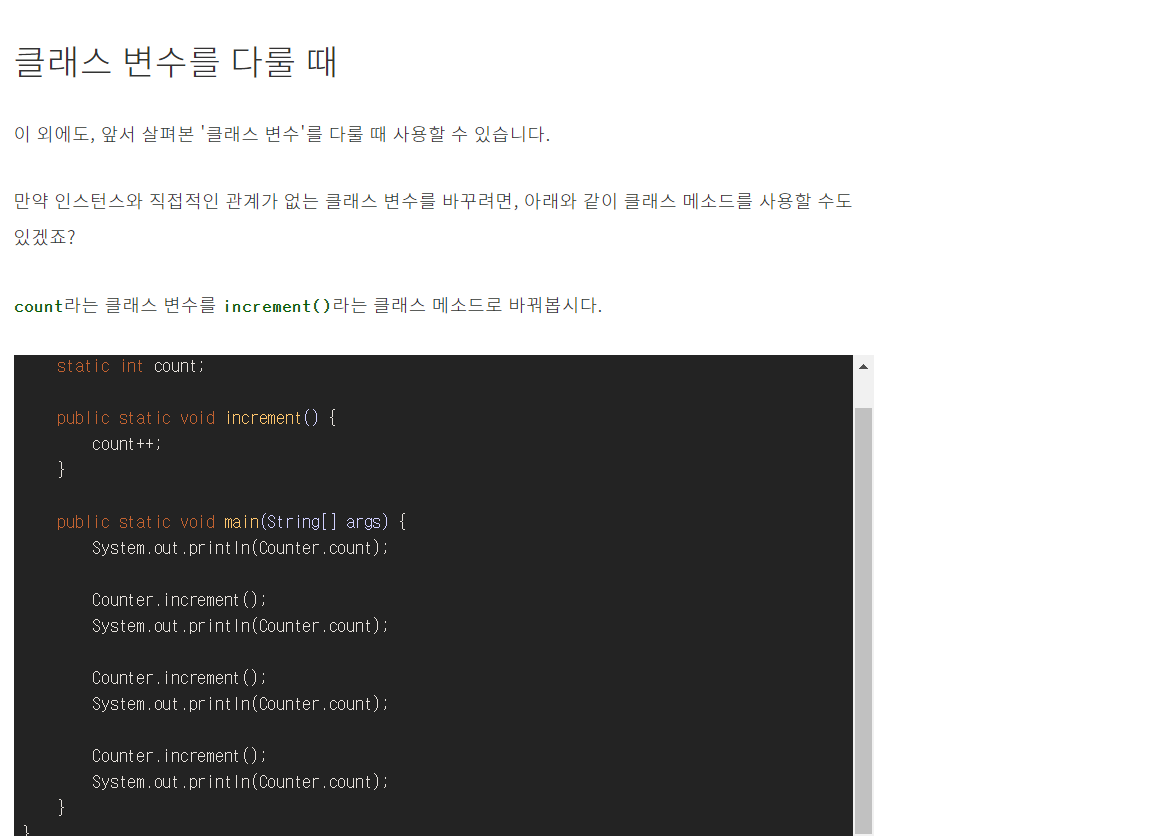 클래스 변수를 다룰 때
이 외에도, 앞서 살펴본 '클래스 변수'를 다룰 때 사용할 수 있습니다.
만약 인스턴스와 직접적인 관계가 없는 클래스 변수를 바꾸려면, 아래와 같이 클래스 메소드를 사용할 수도
있겠죠?
count라는 클래스 변수를 increment()라는 클래스 메소드로 바꿔봅시다.
static int count;
public static void increment() {
count++;
}
public static void main(String[] args) {
System.out.println(Counter.count);
Counter.increment();
System.out.println(Counter.count);
Counter.increment();
System.out.println(Counter.count);
Counter.increment();
System.out.println(Counter.count);
}
}